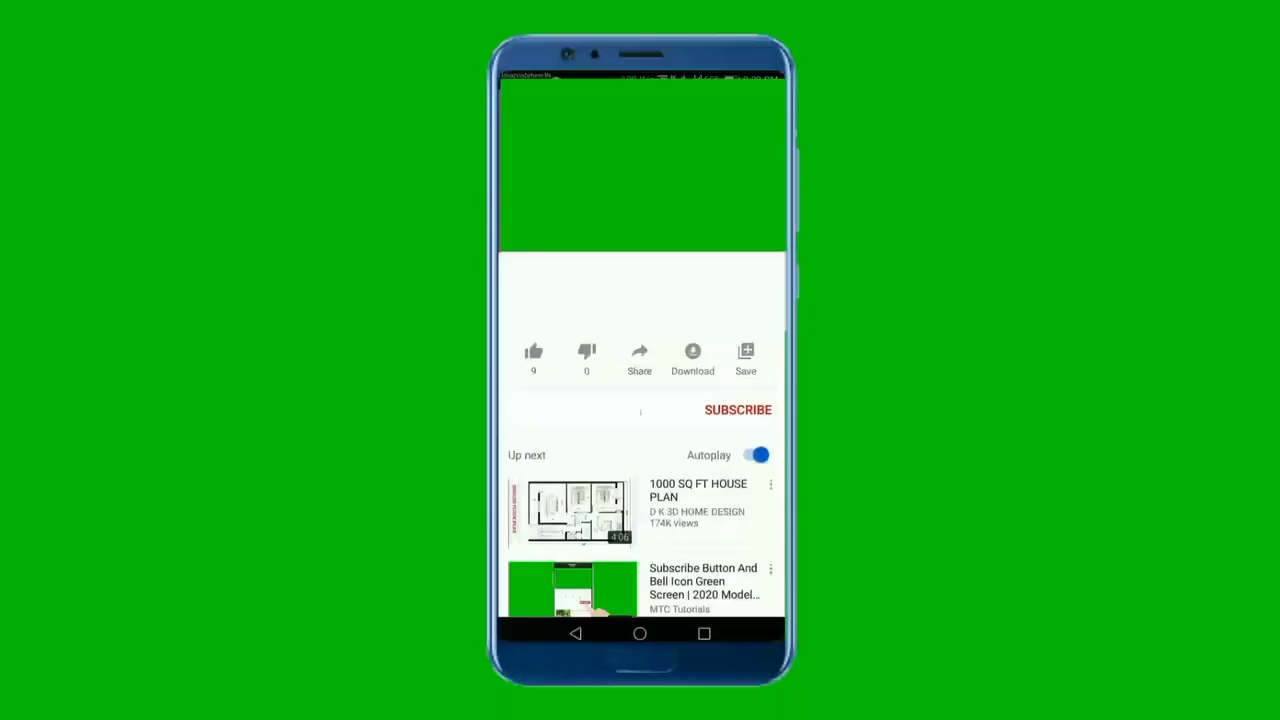 9
0
Share
Download
Save
SUBSCRIBE
Up next
Autoplay
1000 SQ FT HOUSE
PLAN
D K 3D HOME DESIGN
174K views
4:06
Subscribe Button And
Bell Icon Green
Screen | 2020 Model...
MTC Tutorials